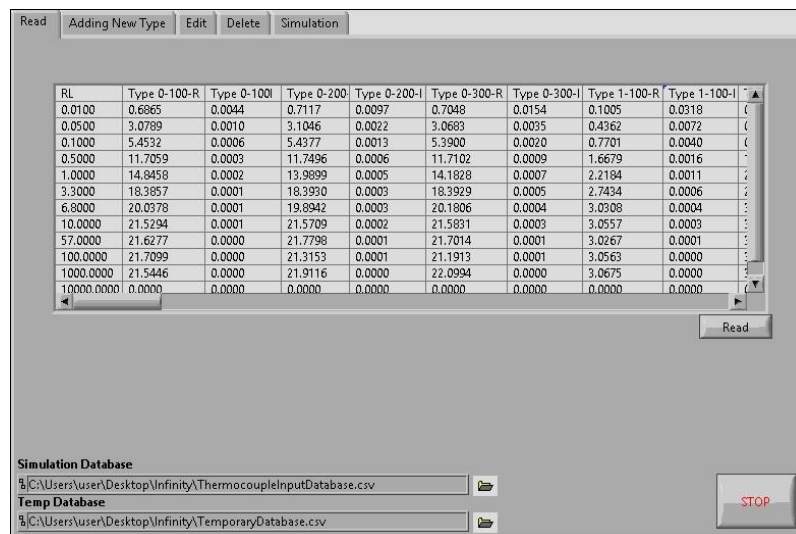 Read Adding New Type Edit Delete Simulation
RL Type 0-100-R Type 0-100I Type 0-200- Type 0-200-I Type 0-300-R Type 0-300-I Type 1-100-R Type 1-100-I
0.0100 0.6865 0.0044 0.7117 0.0097 0.7048 0.0154 0.1005 0.0318
0.0500 3.0789 0.0010 3.1046 0.0022 3.0683 0.0035 0.4362 0.0072
0.1000 5.4532 0.0006 5.4377 0.0013 5.3900 0.0020 0.7701 0.0040
0.5000 11.7059 0.0003 11.7496 0.0006 11.7102 0.0009 1.6679 0.0016
1.0000 14.8458 0.0002 13.9899 0.0005 14.1828 0.0007 2.2184 0.0011
3.3000 18.3857 0.0001 18.3930 0.0003 18.3929 0.0005 2.7434 0.0006
6.8000 20.0378 0.0001 19.8942 0.0003 20.1806 0.0004 3.0308 0.0004
10.0000 21.5294 0.0001 21.5709 0.0002 21.5831 0.0003 3.0557 0.0003
57.0000 21.6277 0.0000 21.7798 0.0001 21.7014 0.0001 3.0267 0.0001
100.0000 21.7099 0.0000 21.3153 0.0001 21.1913 0.0001 3.0563 0.0000
1000.0000 21.5446 0.0000 21.9116 0.0000 22.0994 0.0000 3.0675 0.0000
10000.0000 0.0000 0.0000 0.0000 0.0000 0.0000 0.0000 0.0000 0.0000
Read
Simulation Database
C:\Users\user\Desktop\Infinity\ThermocoupleInputDatabase.csv
Temp Database
C:\Users\user\Desktop\Infinity\TemporaryDatabase.csv
STOP